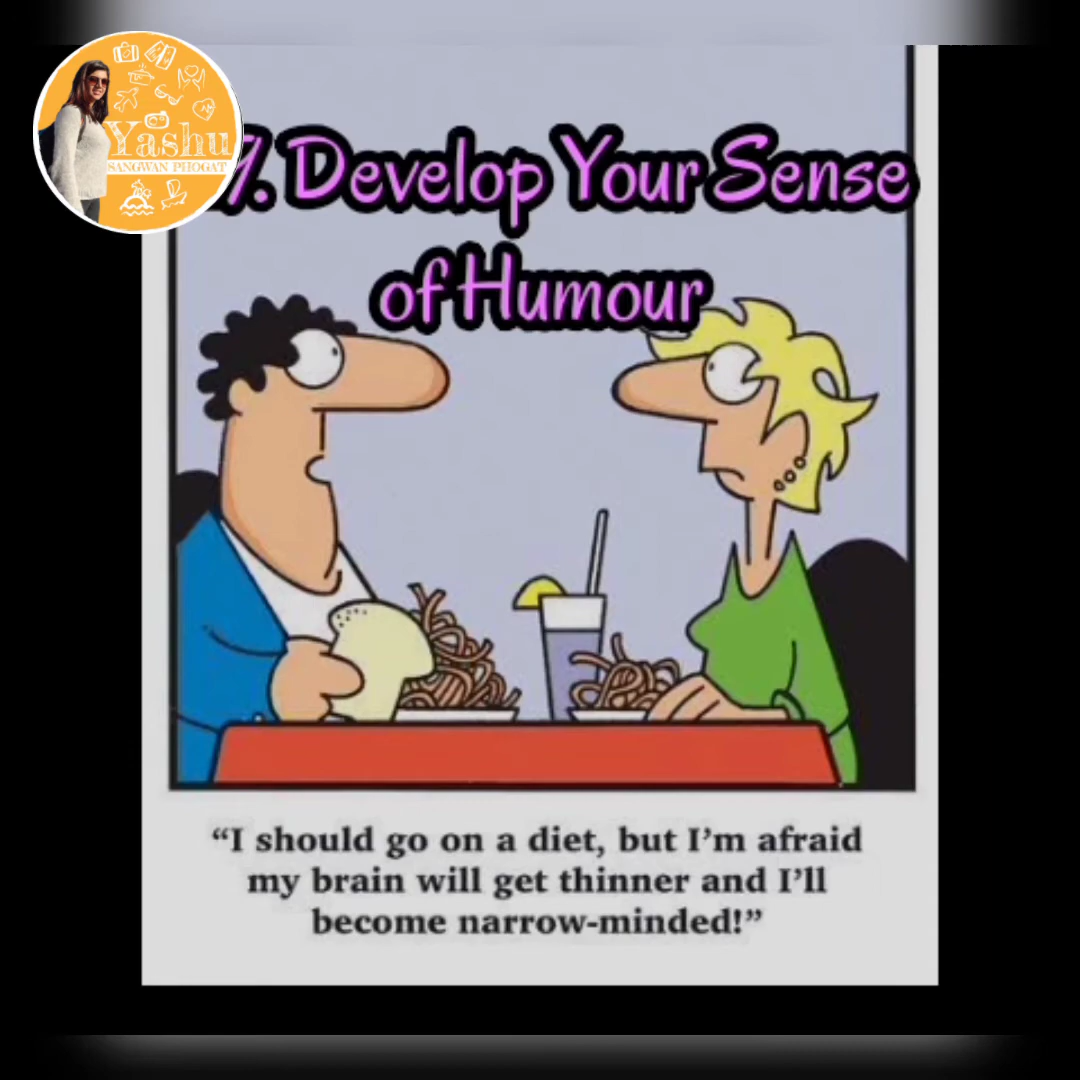 Yashu
SANGWAN PHOGAT
. Develop Your Sense
of Humour
“I should go on a diet, but I’m afraid
my brain will get thinner and I’ll
become narrow-minded!”